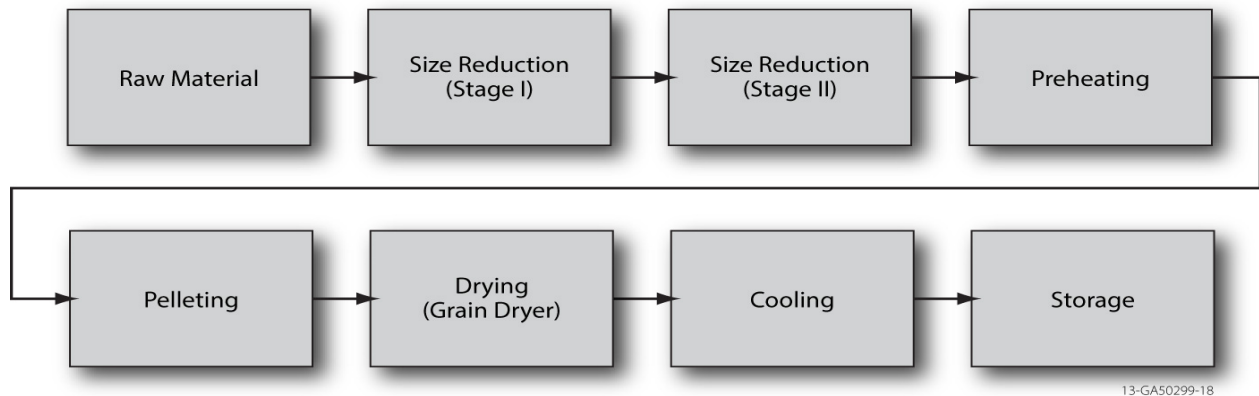 Raw Material
Size Reduction
(Stage I)
Size Reduction
(Stage II)
Preheating
Pelleting
Drying
(Grain Dryer)
Cooling
Storage
13-GA50299-18